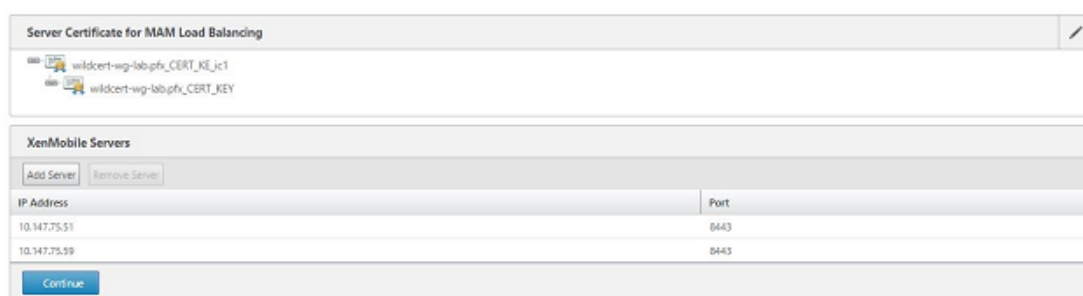 Server Certificate for MAM Load Balancing
wildcert-wg-lab.pfx_CERT_KE_ic1
wildcert-wg-lab.pfx_CERT_KEY
XenMobile Servers
Add Server Remove Server
IP Address Port
10.147.75.51 8443
10.147.75.59 8443
Continue